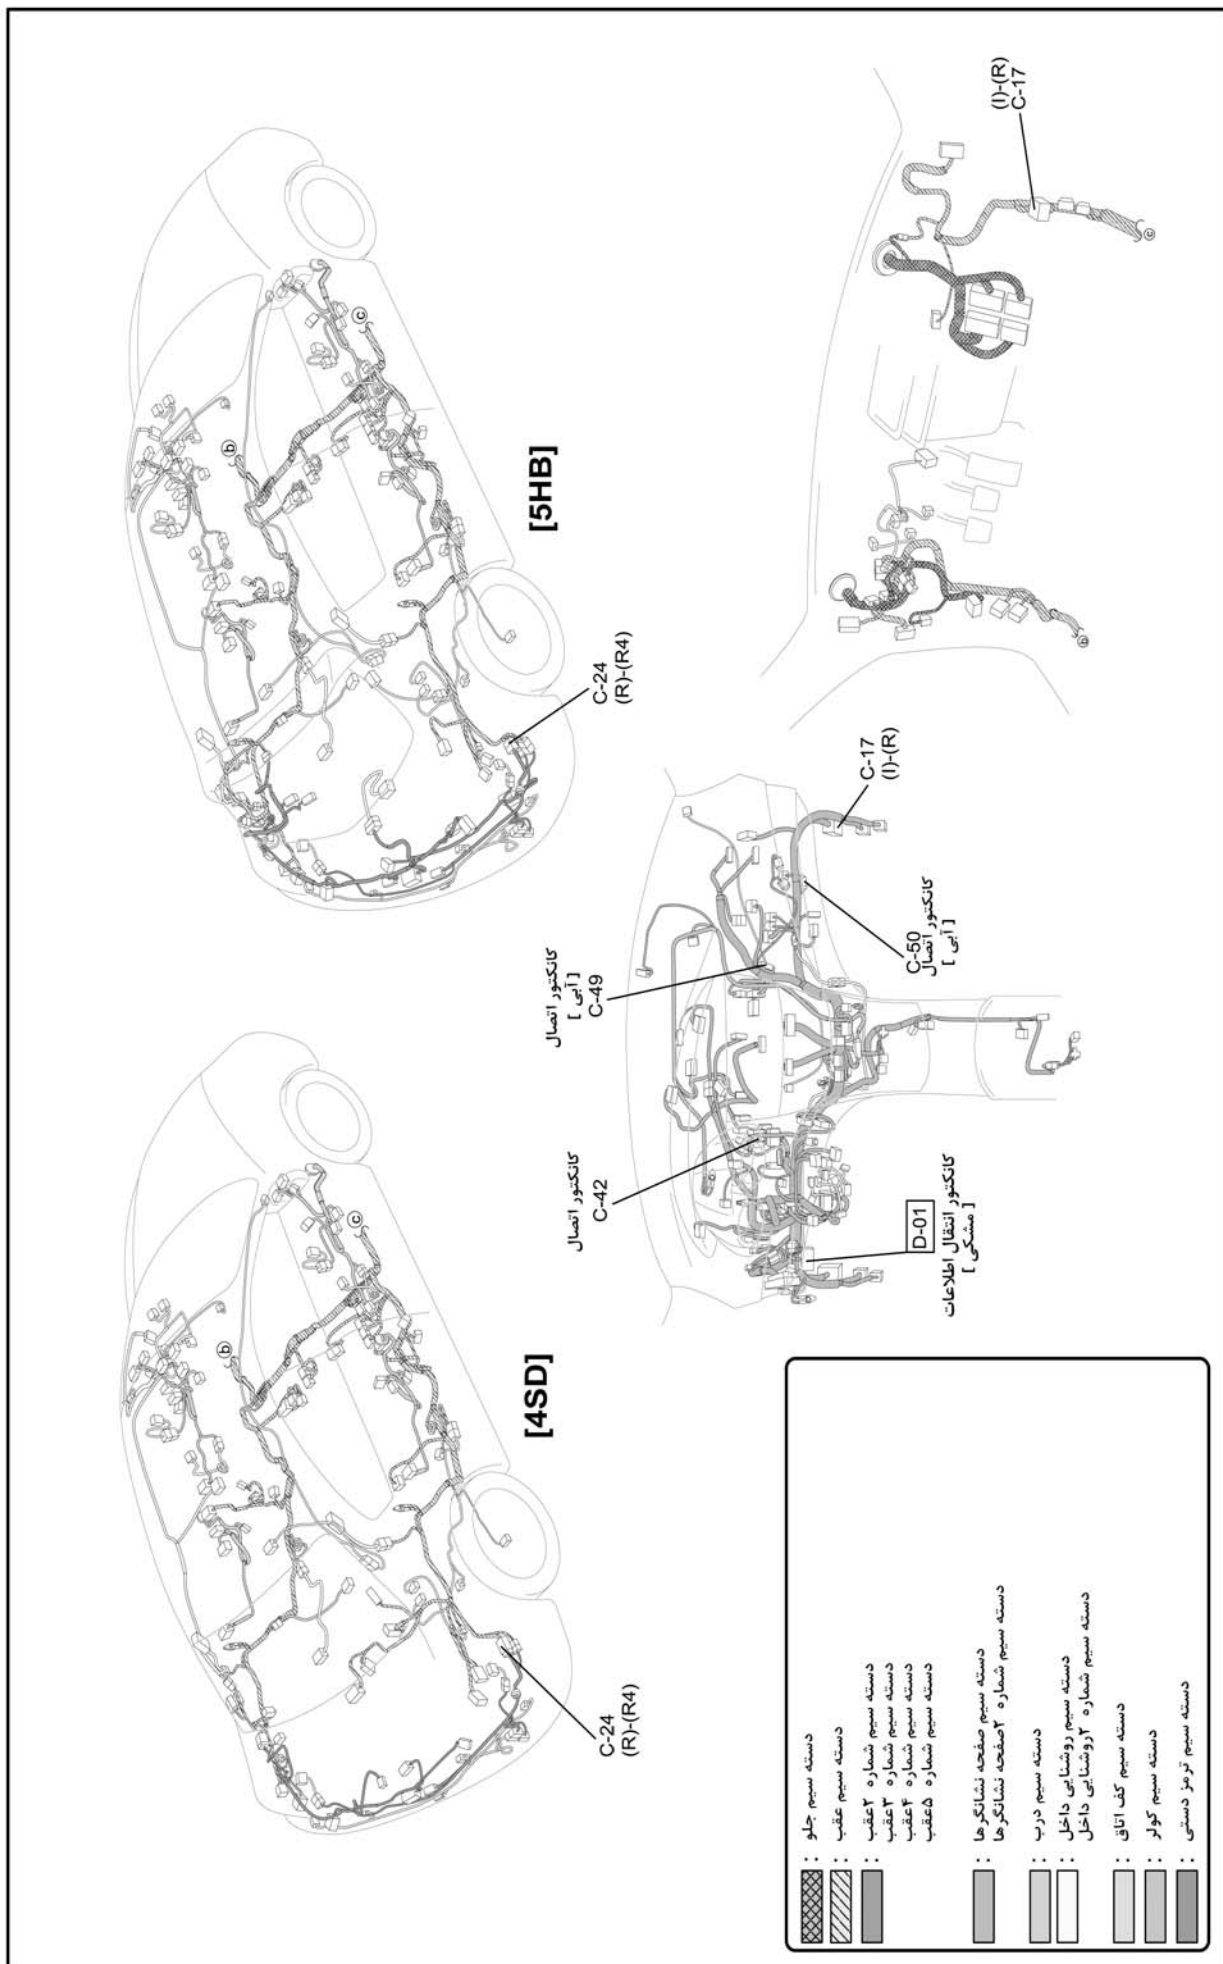 [4SD]
C-24
(R)-(R4)
b
c
[5HB]
C-24
(R)-(R4)
b
c
کانکتور اتصال
C-42
کانکتور اتصال
[ آبی ]
C-49
D-01
کانکتور انتقال اطلاعات
[ مشکی ]
C-50
کانکتور اتصال
[ آبی ]
C-17
(I)-(R)
(I)-(R)
C-17
b
c
دسته سیم جلو :
دسته سیم عقب :
دسته سیم شماره ۲عقب :
دسته سیم شماره ۳عقب
دسته سیم شماره ۴عقب
دسته سیم شماره ۵عقب
دسته سیم صفحه نشانگرها :
دسته سیم شماره ۲صفحه نشانگرها
دسته سیم درب :
دسته سیم روشنایی داخل :
دسته سیم شماره ۲روشنایی داخل
دسته سیم کف اتاق :
دسته سیم کولر :
دسته سیم ترمز دستی :